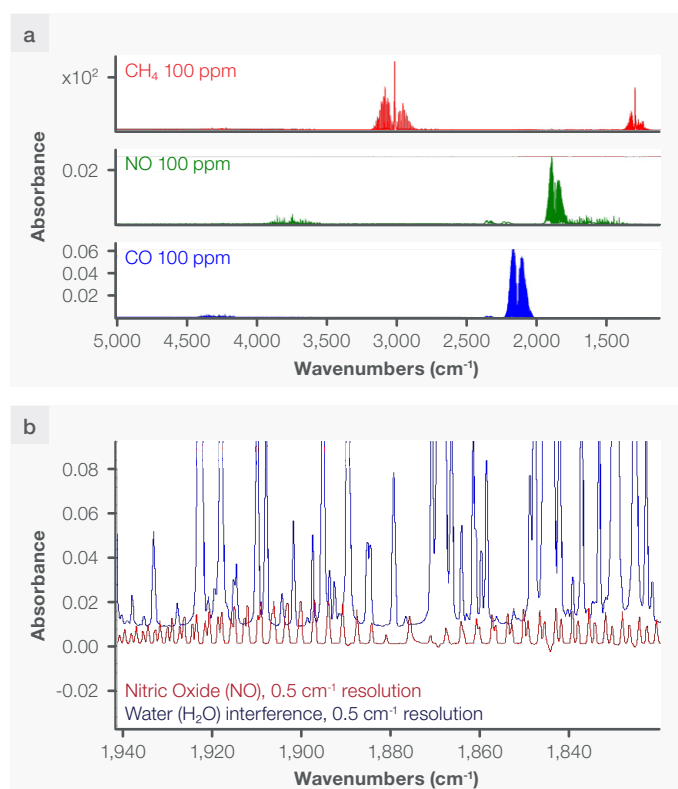 a
CH₄ 100 ppm
x10²
NO 100 ppm
0.02
Absorbance
CO 100 ppm
0.06
0.04
0.02
5,000 4,500 4,000 3,500 3,000 2,500 2,000 1,500
Wavenumbers (cm⁻¹)
b
0.08
0.06
0.04
0.02
0.00
-0.02
Absorbance
Nitric Oxide (NO), 0.5 cm⁻¹ resolution
Water (H₂O) interference, 0.5 cm⁻¹ resolution
1,940 1,920 1,900 1,880 1,860 1,840
Wavenumbers (cm⁻¹)